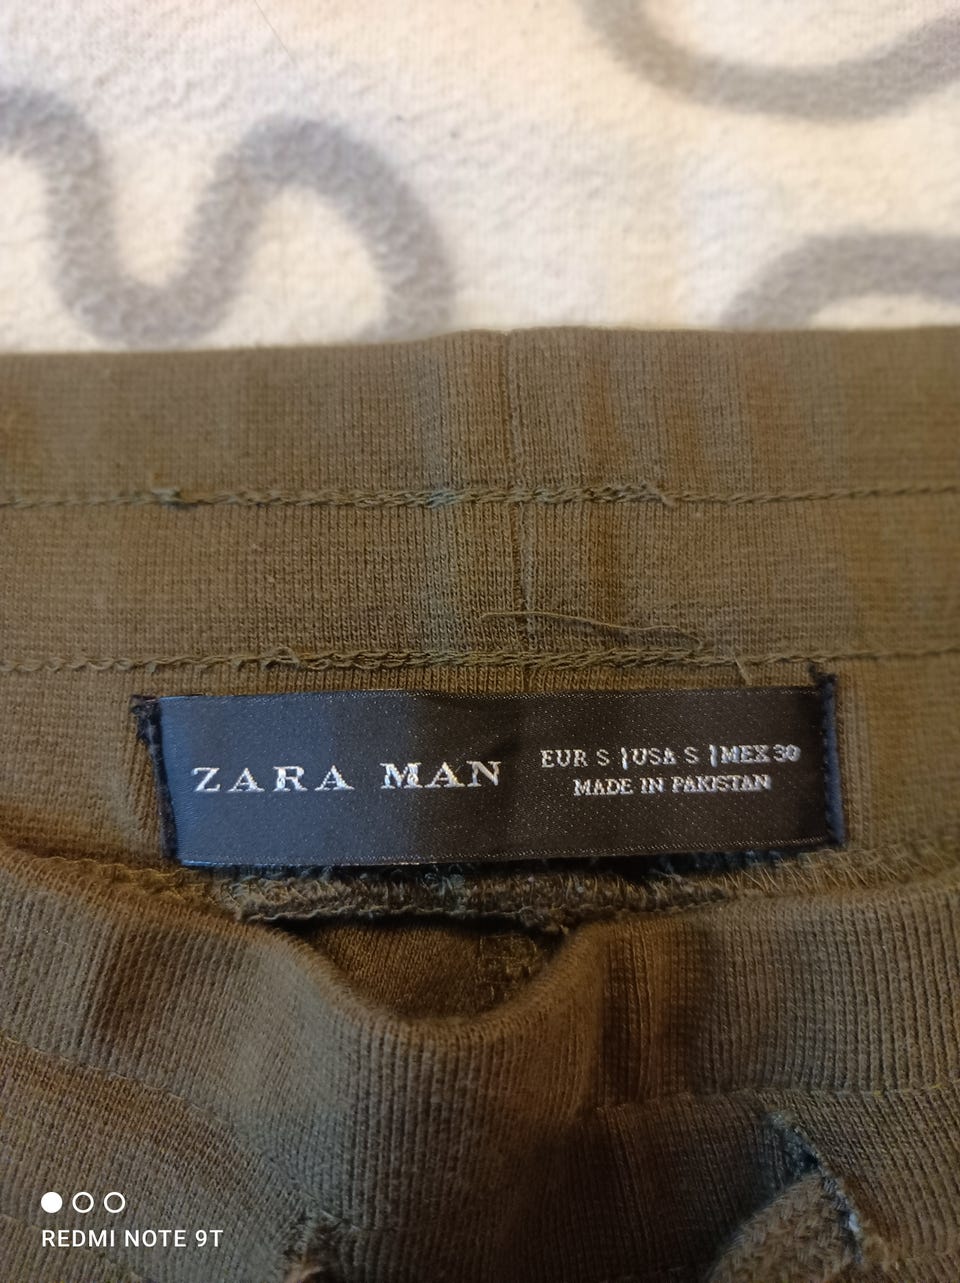 ZARA MAN
EUR S | USA S | MEX 30
MADE IN PAKISTAN
REDMI NOTE 9T